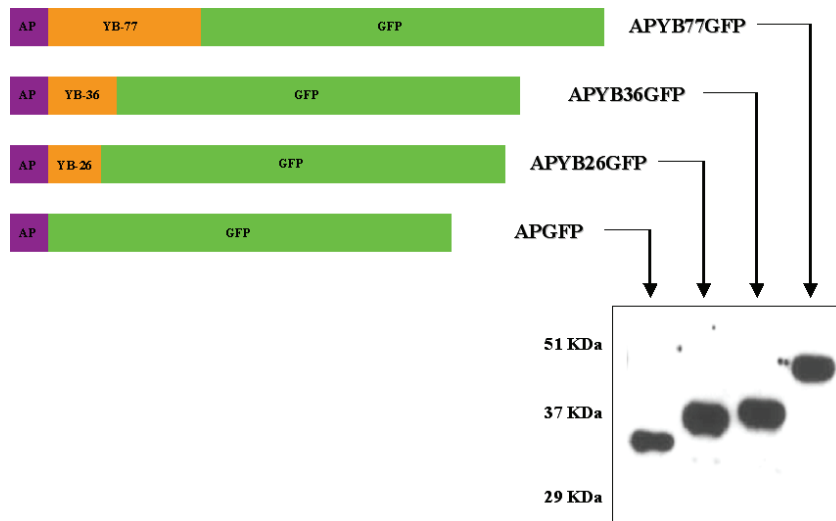 AP YB-77 GFP APYB77GFP
AP YB-36 GFP APYB36GFP
AP YB-26 GFP APYB26GFP
AP GFP APGFP
51 KDa
37 KDa
29 KDa